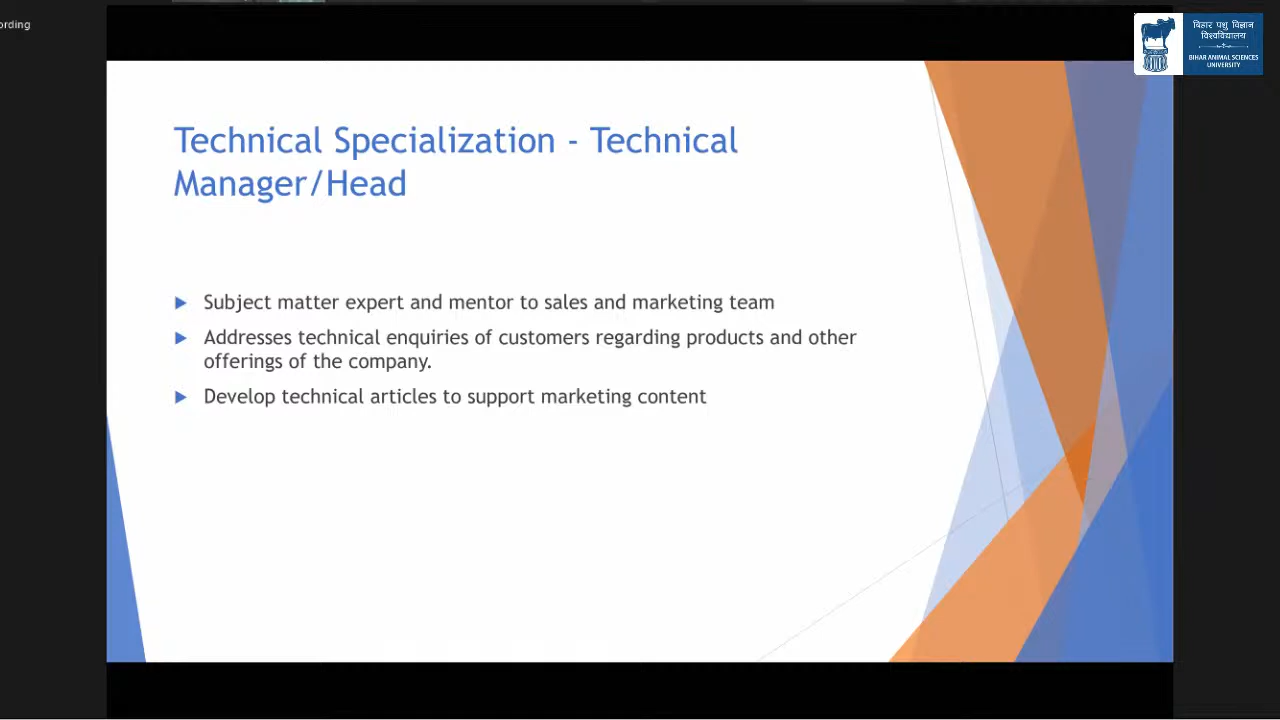 ording
बिहार पशु विज्ञान
विश्वविद्यालय
BIHAR ANIMAL SCIENCES
UNIVERSITY
Technical Specialization - Technical
Manager/Head
Subject matter expert and mentor to sales and marketing team
Addresses technical enquiries of customers regarding products and other
offerings of the company.
Develop technical articles to support marketing content